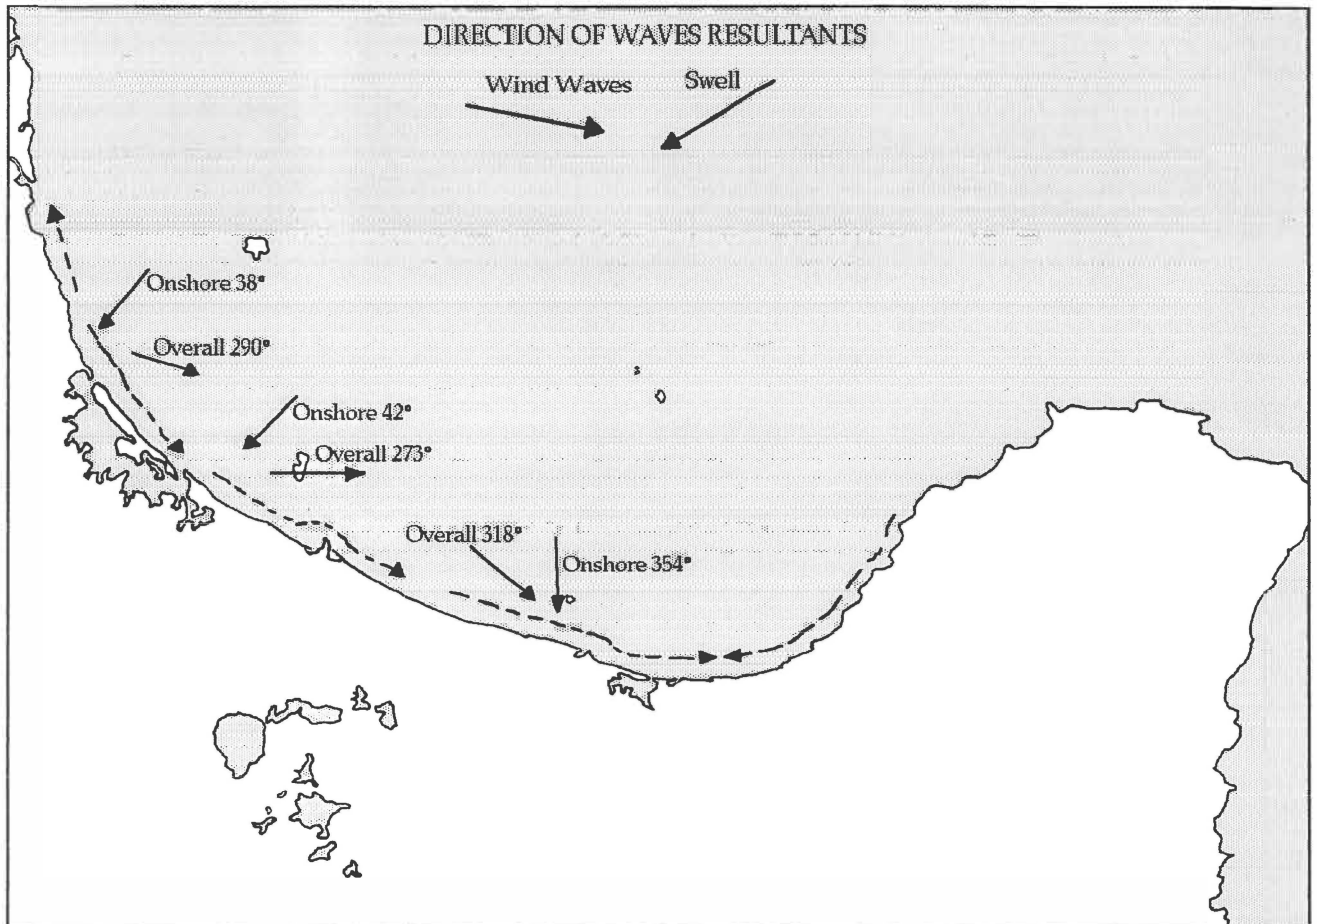 DIRECTION OF WAVES RESULTANTS
Wind Waves
Swell
Onshore 38°
Overall 290°
Onshore 42°
Overall 273°
Overall 318°
Onshore 354°